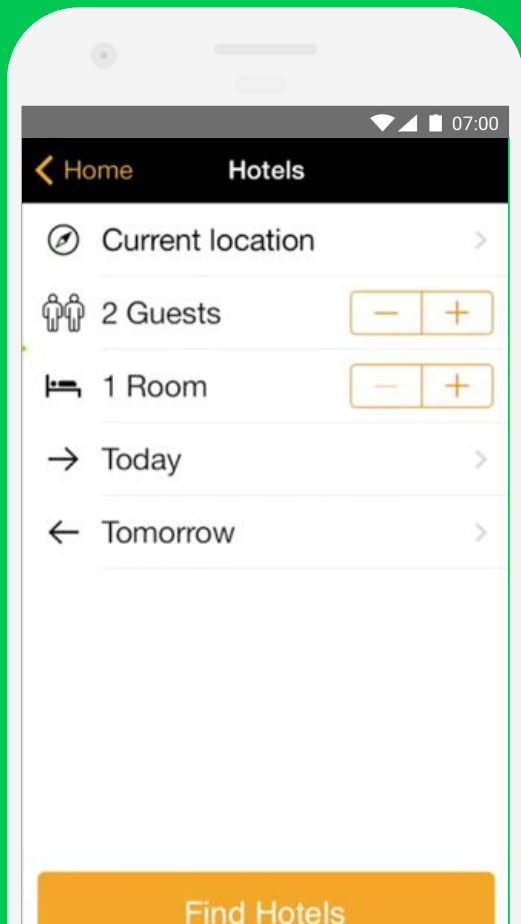 07:00
Home Hotels
Current location
2 Guests
1 Room
Today
Tomorrow
Find Hotels